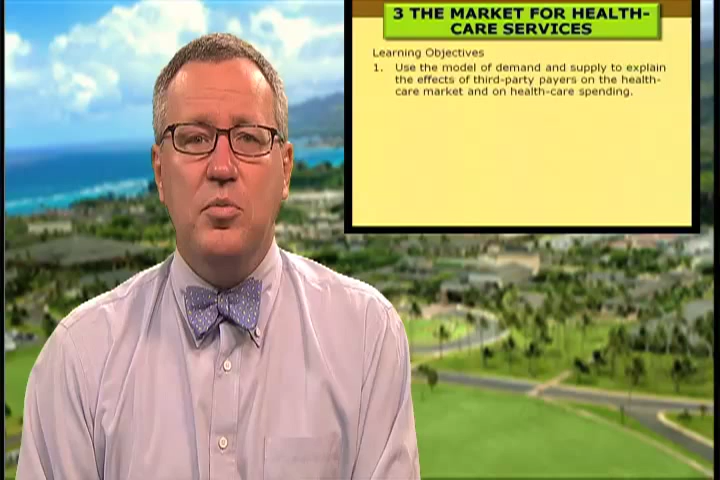 3 THE MARKET FOR HEALTH-
CARE SERVICES
Learning Objectives
1. Use the model of demand and supply to explain
the effects of third-party payers on the health-
care market and on health-care spending.